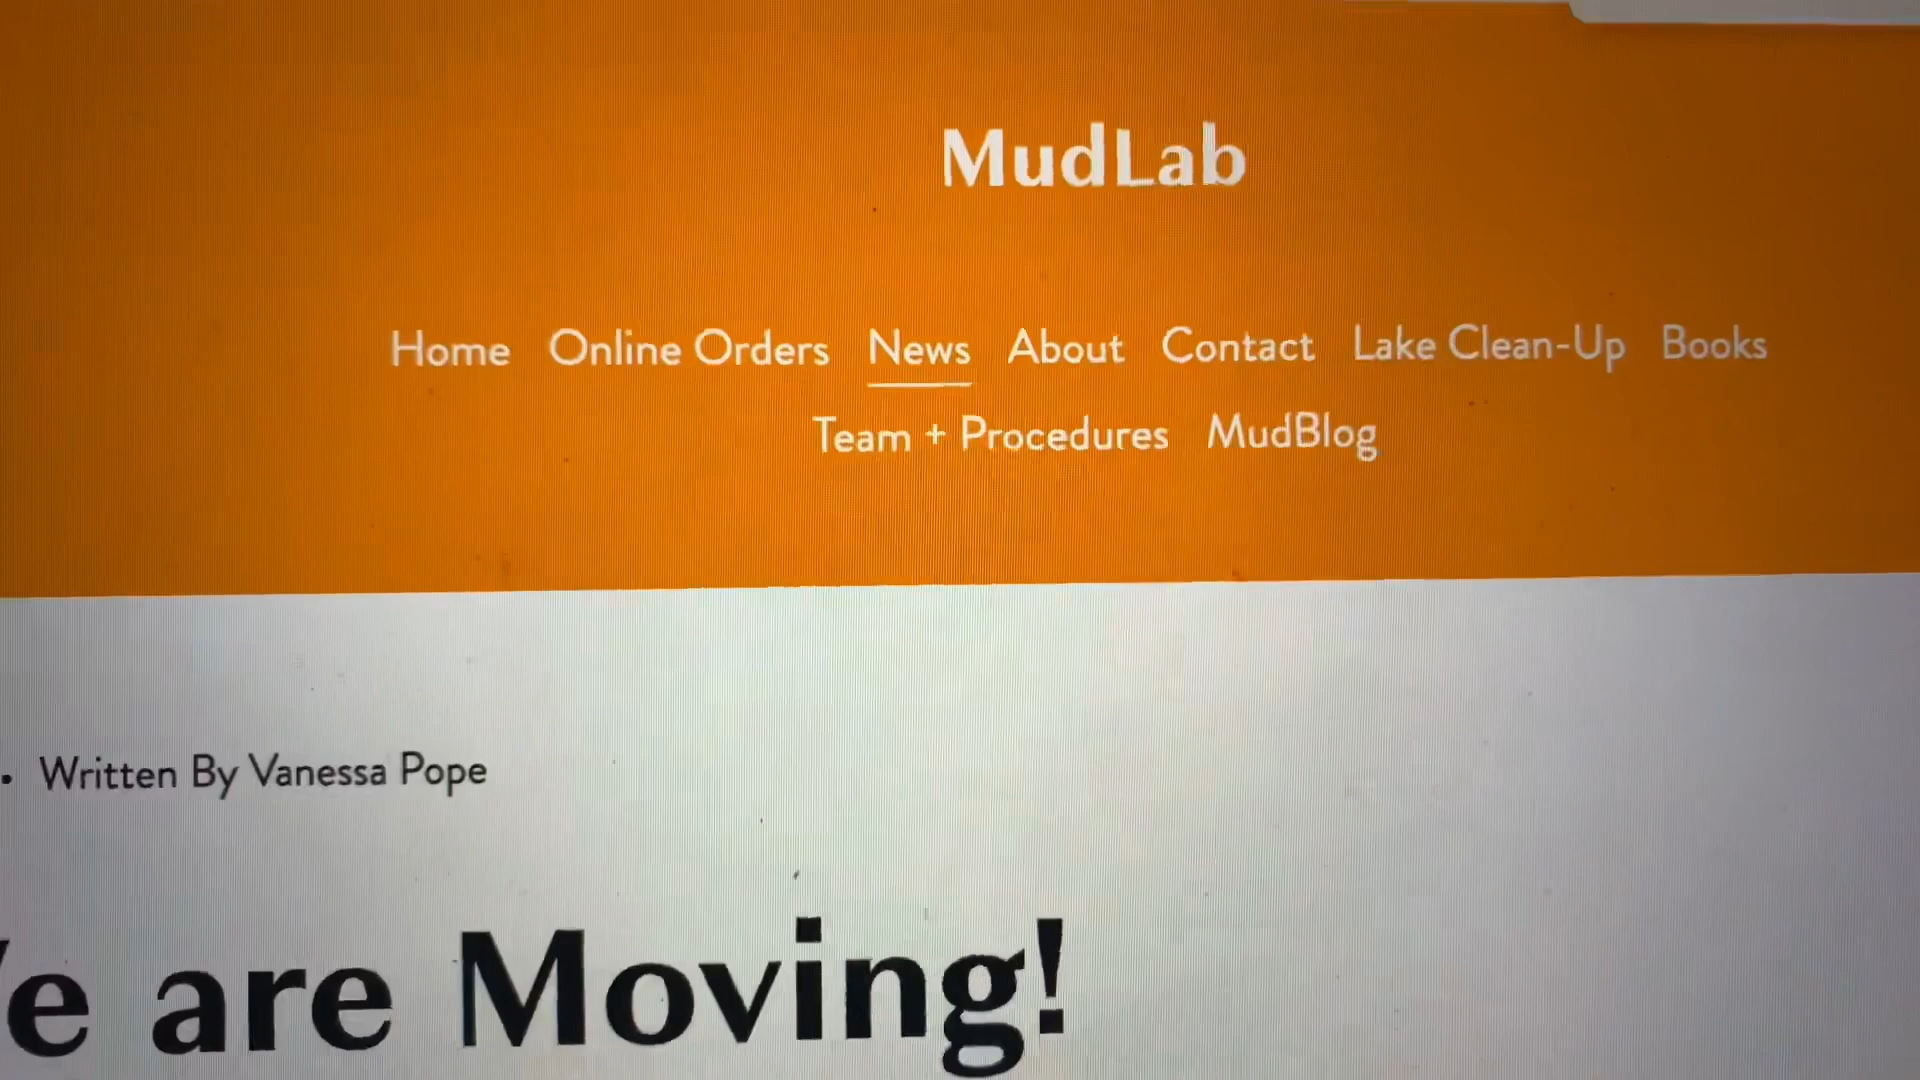 MudLab
Home Online Orders News About Contact Lake Clean-Up Books
Team + Procedures MudBlog
• Written By Vanessa Pope
e are Moving!